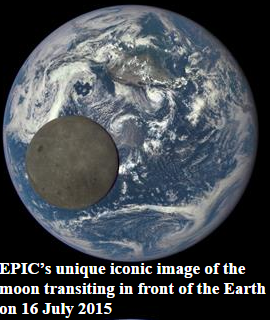 EPIC’s unique iconic image of the
moon transiting in front of the Earth
on 16 July 2015